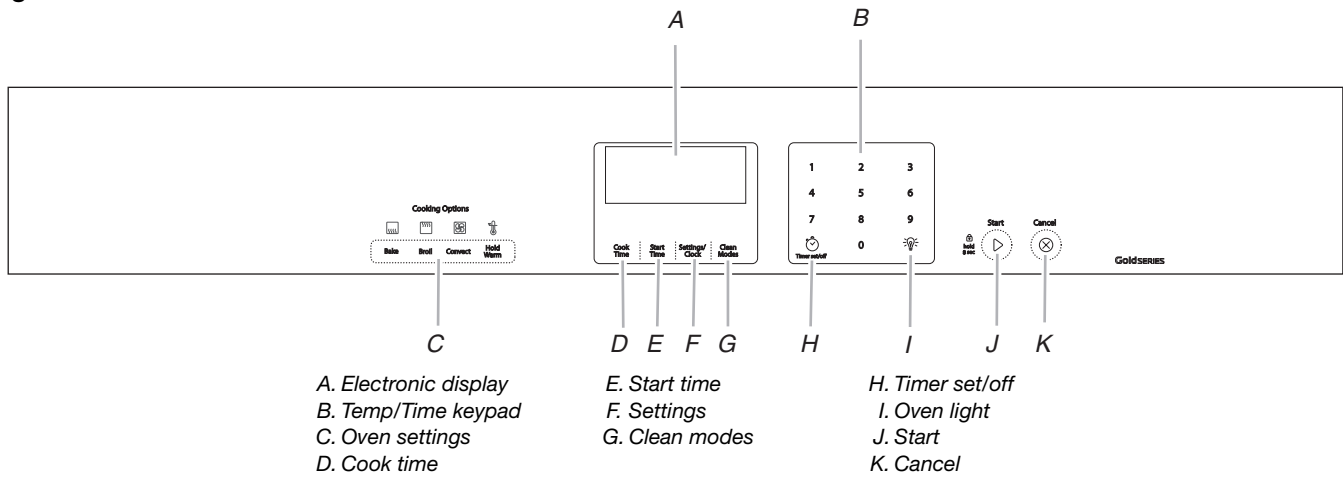 A B
1 2 3
4 5 6
7 8 9
0
Timer set/off
Cooking Options
Bake Broil Convect Hold Warm
Cook Time
Start Time
Settings/ Clock
Clean Modes
hold
Start
Cancel
GoldSERIES
C D E F G H I J K
A. Electronic display
B. Temp/Time keypad
C. Oven settings
D. Cook time
E. Start time
F. Settings
G. Clean modes
H. Timer set/off
I. Oven light
J. Start
K. Cancel